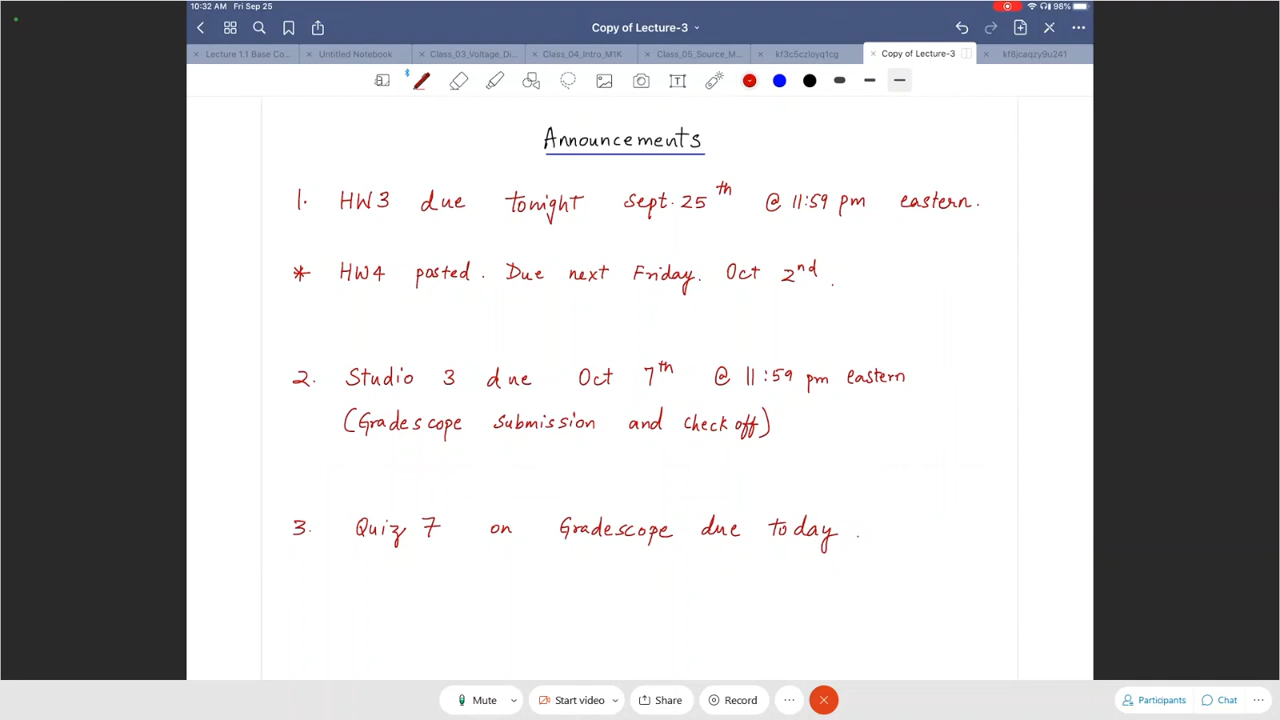 10:32 AM Fri Sep 25
98%
Copy of Lecture-3
Lecture 1.1 Base Co...
Untitled Notebook
Class_03_Voltage_Di...
Class_04_Intro_M1K
Class_05_Source_M...
kf3c5czloyq1cg
Copy of Lecture-3
kf8jcaqzy9u241
Announcements
1. HW3 due tonight Sept. 25th @ 11:59 pm eastern.
* HW4 posted. Due next Friday. Oct 2nd.
2. Studio 3 due Oct 7th @ 11:59 pm eastern
(Gradescope submission and check off)
3. Quiz 7 on Gradescope due today.
Mute
Start video
Share
Record
Participants
Chat